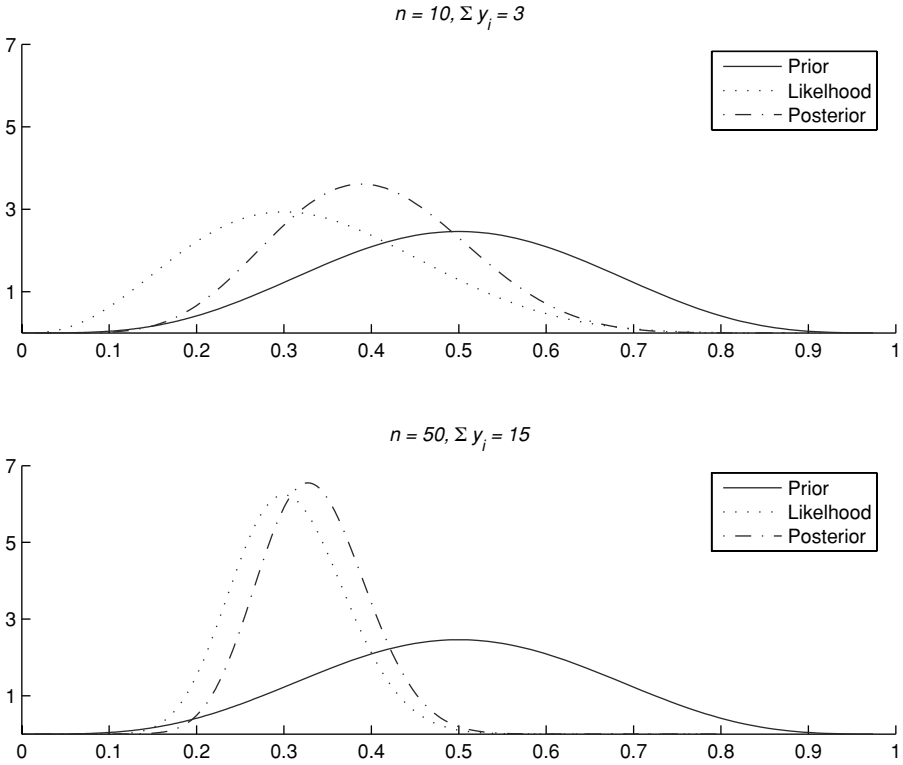 n = 10, Σ y_i = 3
7
5
3
1
0 0.1 0.2 0.3 0.4 0.5 0.6 0.7 0.8 0.9 1
Prior
Likelhood
Posterior
n = 50, Σ y_i = 15
7
5
3
1
0 0.1 0.2 0.3 0.4 0.5 0.6 0.7 0.8 0.9 1
Prior
Likelhood
Posterior